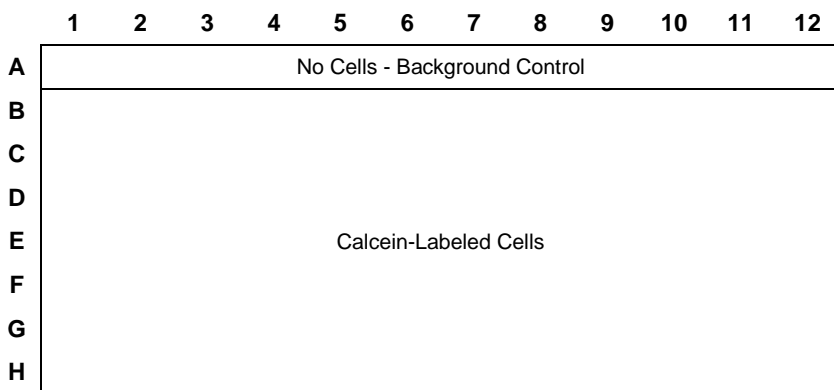 1 2 3 4 5 6 7 8 9 10 11 12
A No Cells - Background Control
B
C
D
E Calcein-Labeled Cells
F
G
H